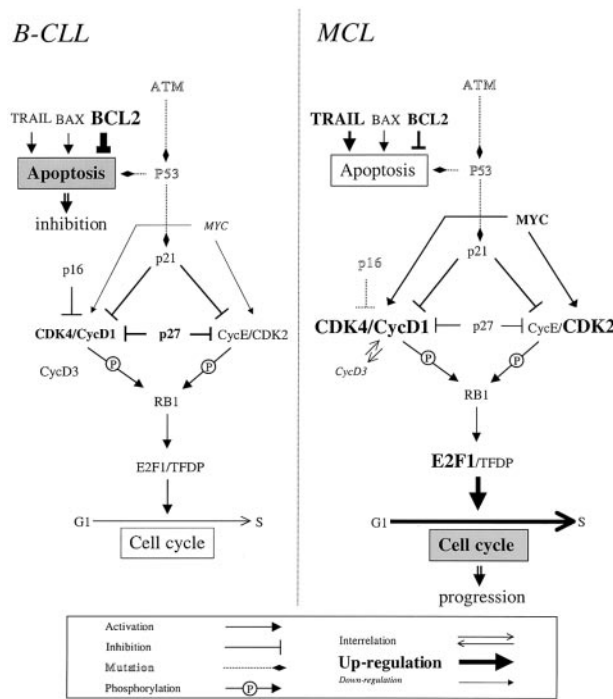 B-CLL
ATM
TRAIL BAX BCL2
Apoptosis
P53
inhibition
MYC
p21
p16
CDK4/CycD1
p27
CycE/CDK2
P
P
CycD3
RB1
E2F1/TFDP
G1
S
Cell cycle
MCL
ATM
TRAIL BAX BCL2
Apoptosis
P53
MYC
p21
p16
CDK4/CycD1
p27
CycE/CDK2
P
P
CycD3
RB1
E2F1/TFDP
G1
S
Cell cycle
progression
Activation
Inhibition
Mutation
Phosphorylation
P
Interrelation
Up-regulation
Down-regulation